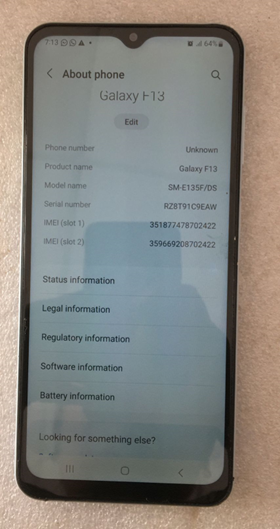 7:13 64%
About phone
Galaxy F13
Edit
Phone number Unknown
Product name Galaxy F13
Model name SM-E135F/DS
Serial number RZ8T91C9EAW
IMEI (slot 1) 351877478702422
IMEI (slot 2) 359669208702422
Status information
Legal information
Regulatory information
Software information
Battery information
Looking for something else?